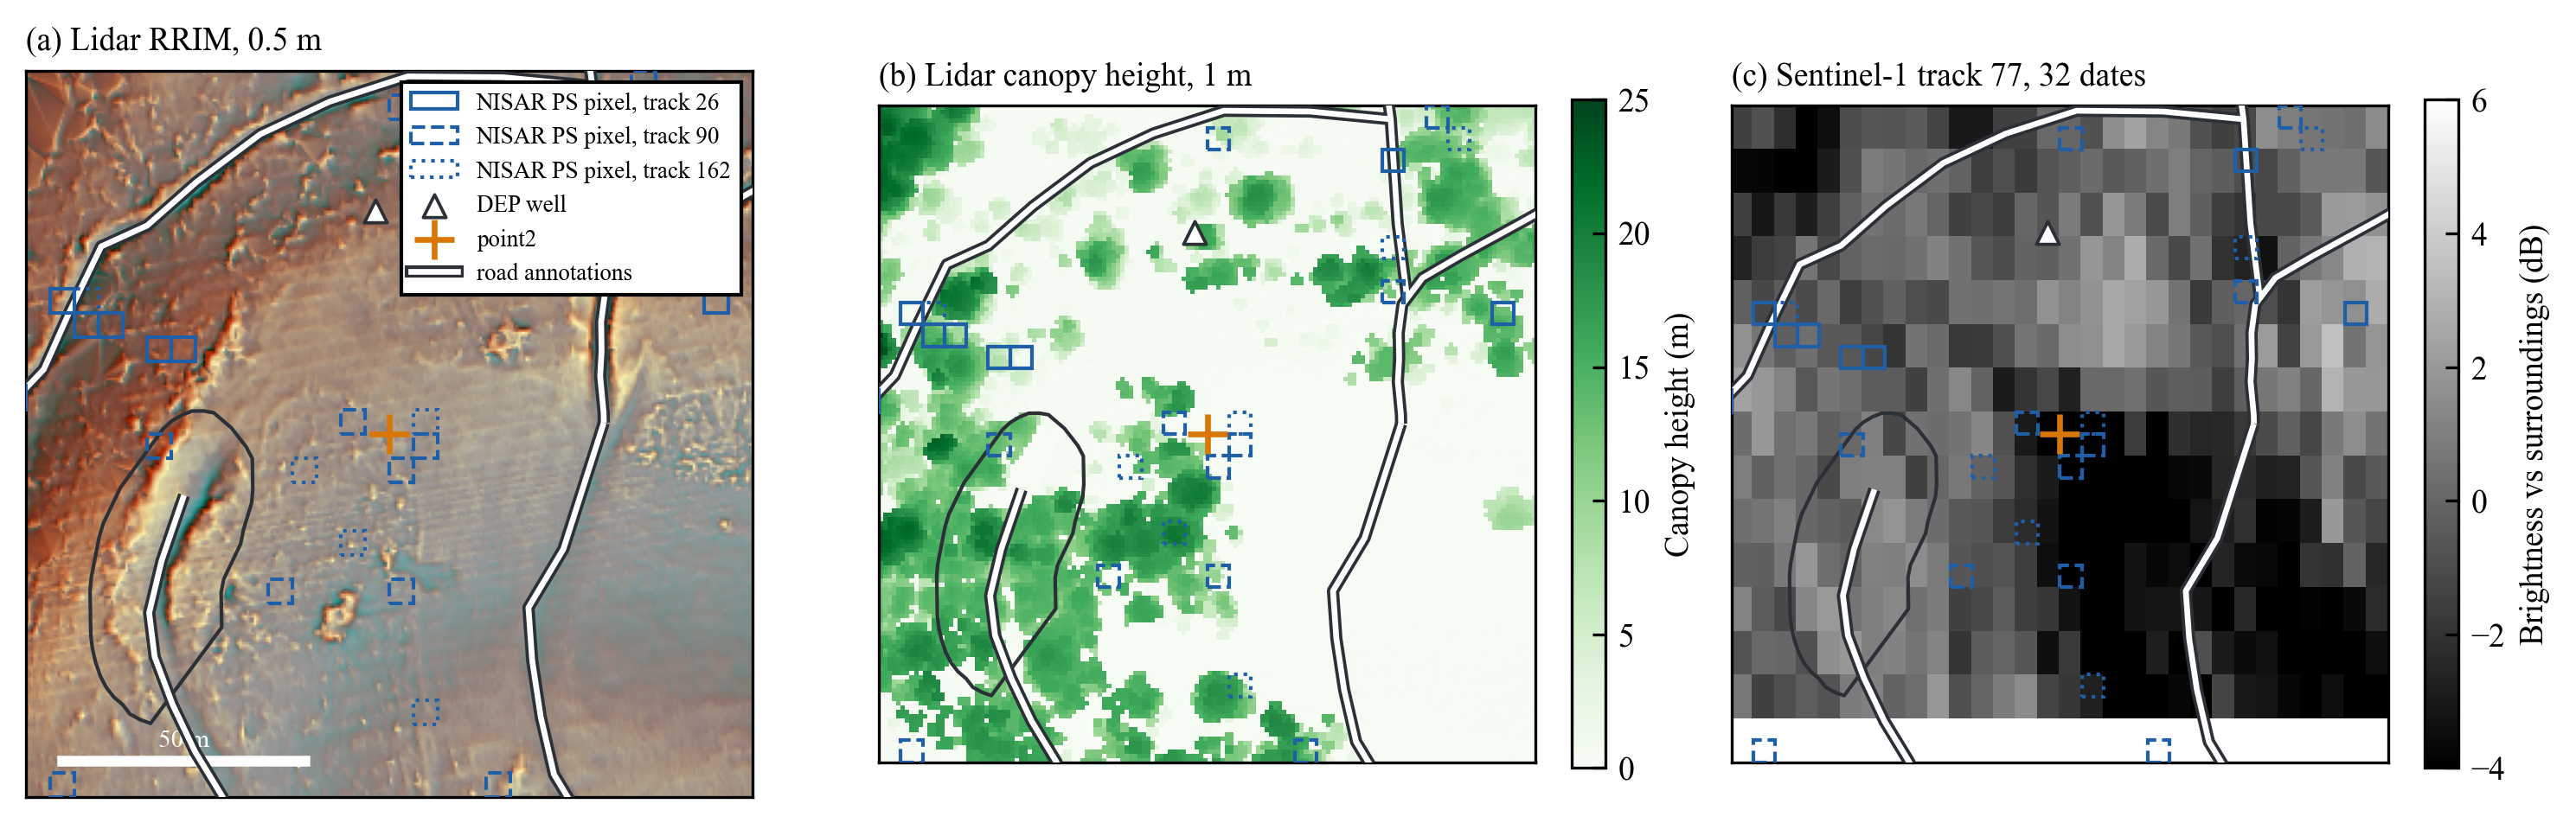 (a) Lidar RRIM, 0.5 m
NISAR PS pixel, track 26
NISAR PS pixel, track 90
NISAR PS pixel, track 162
DEP well
point2
road annotations
50 m
(b) Lidar canopy height, 1 m
25
20
15
10
5
0
Canopy height (m)
(c) Sentinel-1 track 77, 32 dates
6
4
2
0
−2
−4
Brightness vs surroundings (dB)